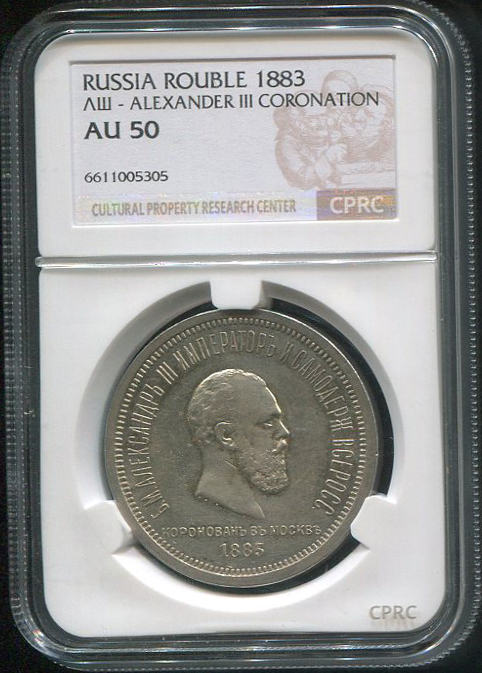 RUSSIA ROUBLE 1883
ЛШ - ALEXANDER III CORONATION
AU 50
6611005305
CULTURAL PROPERTY RESEARCH CENTER CPRC
Б.М.АЛЕКСАНДРЪ III ИМПЕРАТОРЪ И САМОДЕРЖ.ВСЕРОСС.
КОРОНОВАНЪ ВЪ МОСКВѢ
1883
CPRC